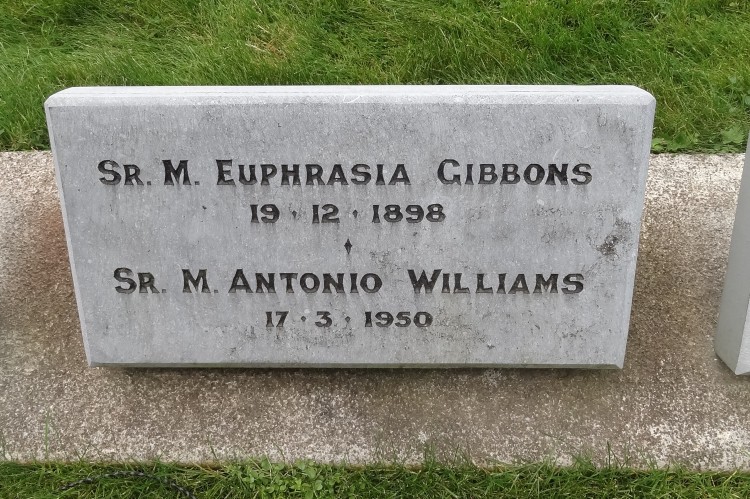 Sr. M. Euphrasia Gibbons
19 · 12 · 1898
Sr. M. Antonio Williams
17 · 3 · 1950